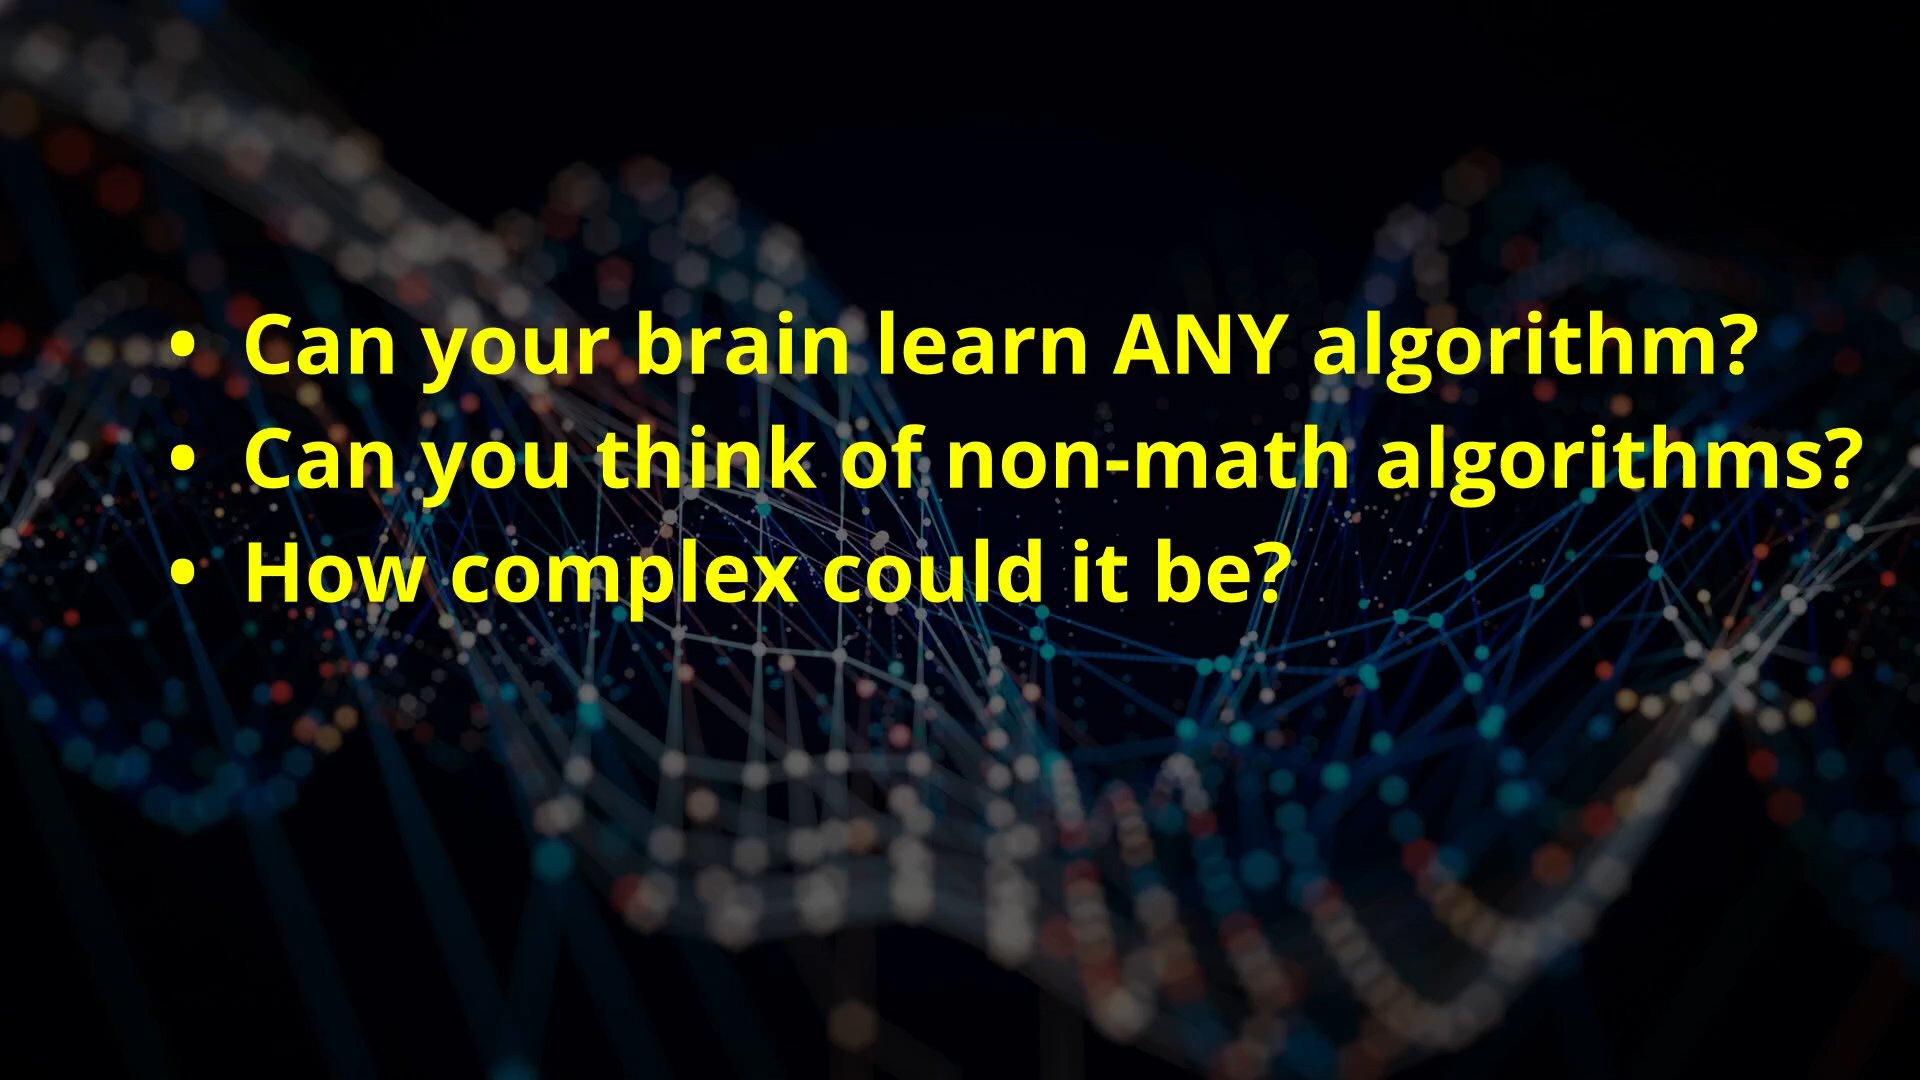 • Can your brain learn ANY algorithm?
• Can you think of non-math algorithms?
• How complex could it be?